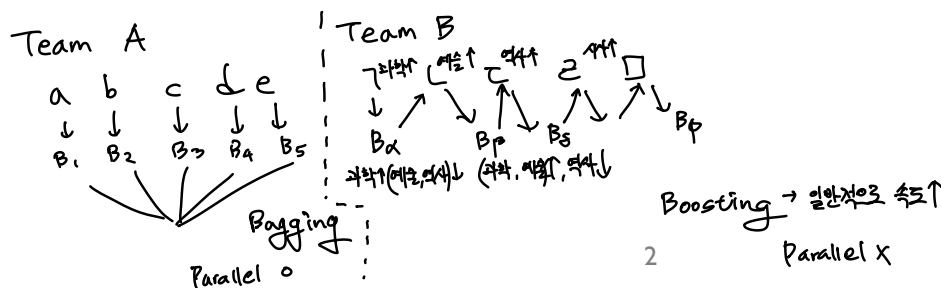 Team A
a b c d e
B₁ B₂ B₃ B₄ B₅
Bagging
Parallel o
Team B
ㄱ 과학↑ ㄴ 예술↑ ㄷ 역사↑ ㄹ 시사↑ ㅁ
Bα Bβ Bδ Bφ
과학↑(예술,역사)↓ (과학, 예술)↑, 역사↓
Boosting → 일반적으로 속도↑
Parallel X
2